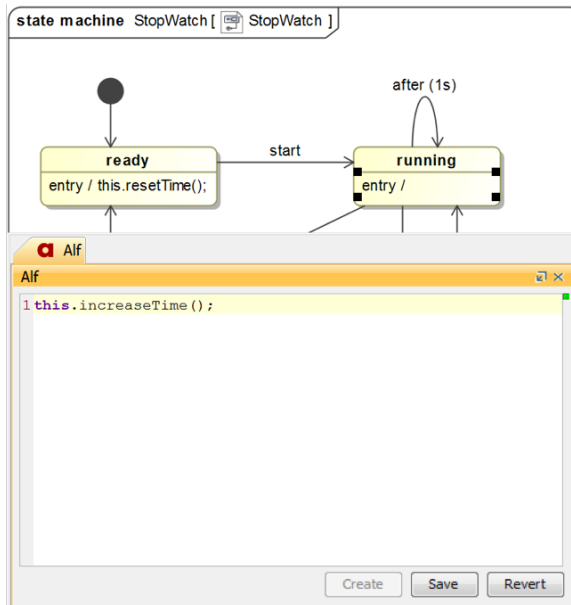 state machine StopWatch [ StopWatch ]
after (1s)
ready
start
running
entry / this.resetTime();
entry /
a Alf
Alf
1 this.increaseTime();
Create
Save
Revert